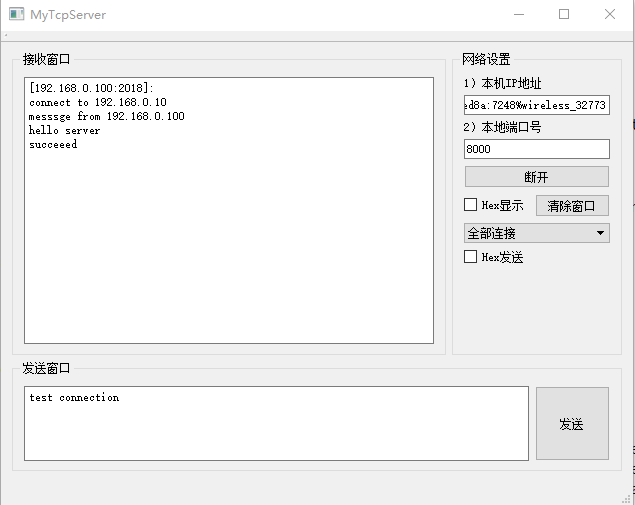 MyTcpServer
接收窗口
[192.168.0.100:2018]:
connect to 192.168.0.10
messsge from 192.168.0.100
hello server
succeeed
网络设置
1）本机IP地址
ed8a:7248%wireless_32773
2）本地端口号
8000
断开
Hex显示
清除窗口
全部连接
Hex发送
发送窗口
test connection
发送